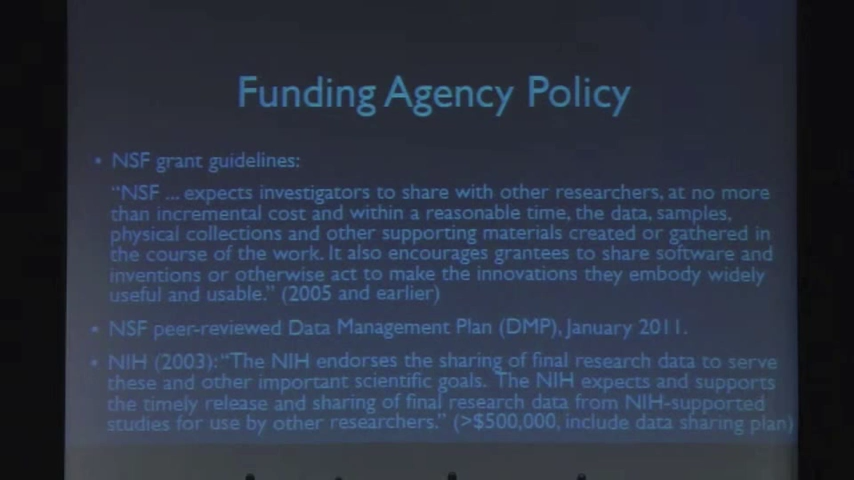 Funding Agency Policy
• NSF grant guidelines:
“NSF ... expects investigators to share with other researchers, at no more
than incremental cost and within a reasonable time, the data, samples,
physical collections and other supporting materials created or gathered in
the course of the work. It also encourages grantees to share software and
inventions or otherwise act to make the innovations they embody widely
useful and usable.” (2005 and earlier)
• NSF peer-reviewed Data Management Plan (DMP), January 2011.
• NIH (2003): “The NIH endorses the sharing of final research data to serve
these and other important scientific goals. The NIH expects and supports
the timely release and sharing of final research data from NIH-supported
studies for use by other researchers.” (>$500,000, include data sharing plan)